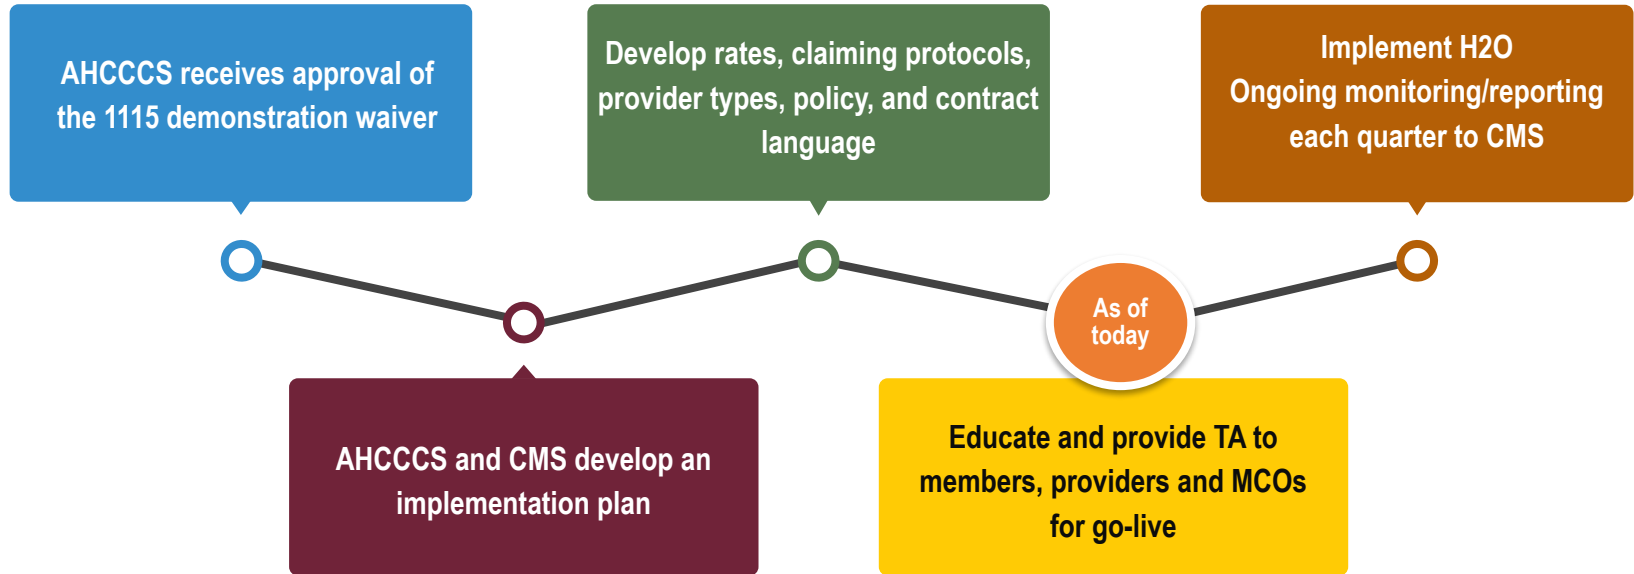 AHCCCS receives approval of
the 1115 demonstration waiver
AHCCCS and CMS develop an
implementation plan
Develop rates, claiming protocols,
provider types, policy, and contract
language
As of
today
Educate and provide TA to
members, providers and MCOs
for go-live
Implement H2O
Ongoing monitoring/reporting
each quarter to CMS